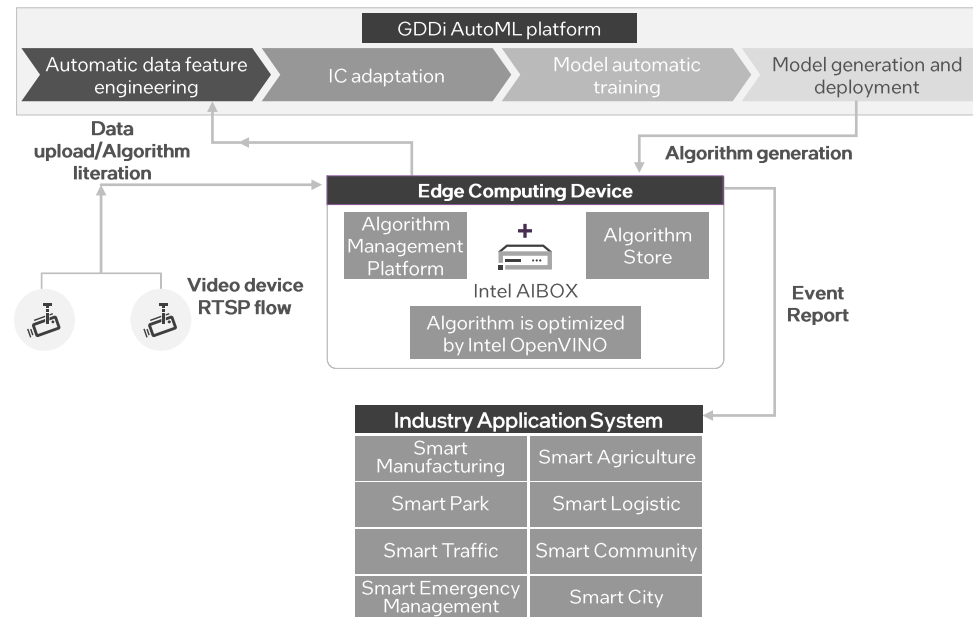 GDDi AutoML platform
Automatic data feature
engineering
IC adaptation
Model automatic
training
Model generation and
deployment
Data
upload/Algorithm
literation
Algorithm generation
Edge Computing Device
Algorithm
Management
Platform
Algorithm
Store
Intel AIBOX
Algorithm is optimized
by Intel OpenVINO
Video device
RTSP flow
Event
Report
Industry Application System
Smart
Manufacturing
Smart Agriculture
Smart Park
Smart Logistic
Smart Traffic
Smart Community
Smart Emergency
Management
Smart City